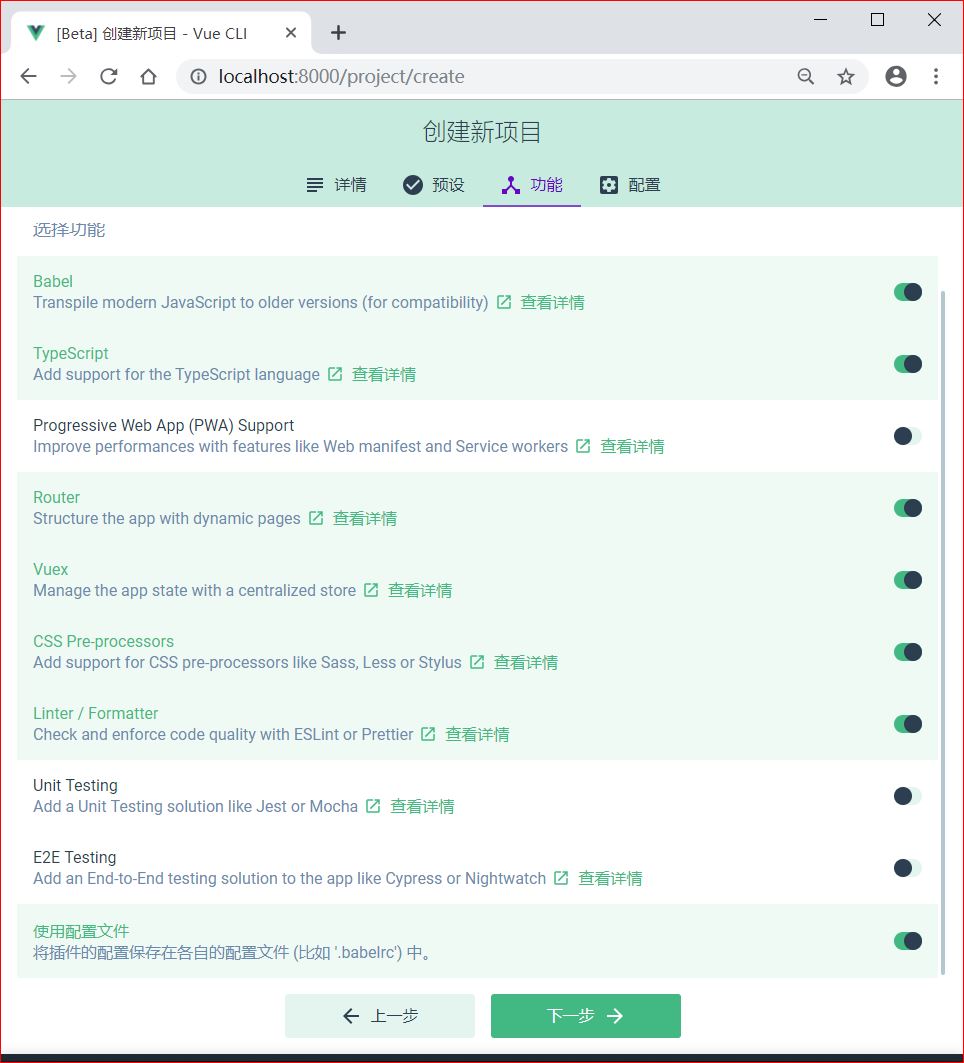 [Beta] 创建新项目 - Vue CLI
localhost:8000/project/create
创建新项目
详情 预设 功能 配置
选择功能
Babel
Transpile modern JavaScript to older versions (for compatibility) 查看详情
TypeScript
Add support for the TypeScript language 查看详情
Progressive Web App (PWA) Support
Improve performances with features like Web manifest and Service workers 查看详情
Router
Structure the app with dynamic pages 查看详情
Vuex
Manage the app state with a centralized store 查看详情
CSS Pre-processors
Add support for CSS pre-processors like Sass, Less or Stylus 查看详情
Linter / Formatter
Check and enforce code quality with ESLint or Prettier 查看详情
Unit Testing
Add a Unit Testing solution like Jest or Mocha 查看详情
E2E Testing
Add an End-to-End testing solution to the app like Cypress or Nightwatch 查看详情
使用配置文件
将插件的配置保存在各自的配置文件 (比如 '.babelrc') 中。
上一步 下一步